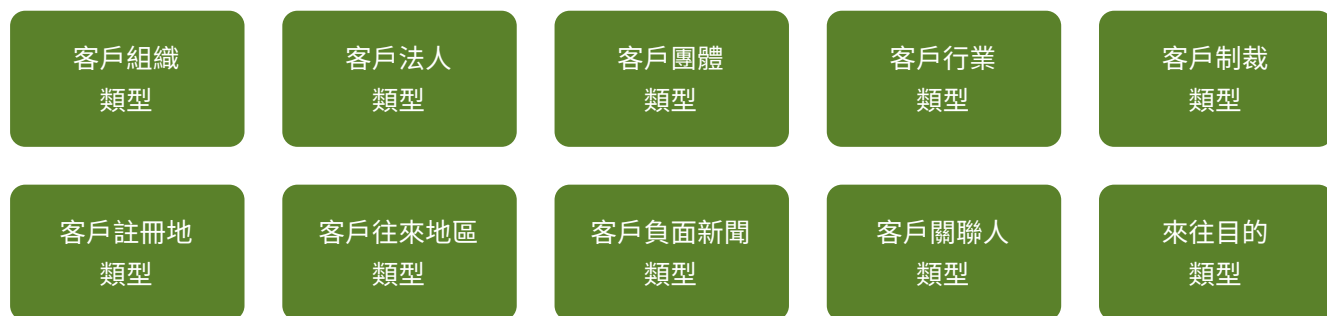 客戶組織
類型
客戶法人
類型
客戶團體
類型
客戶行業
類型
客戶制裁
類型
客戶註冊地
類型
客戶往來地區
類型
客戶負面新聞
類型
客戶關聯人
類型
來往目的
類型